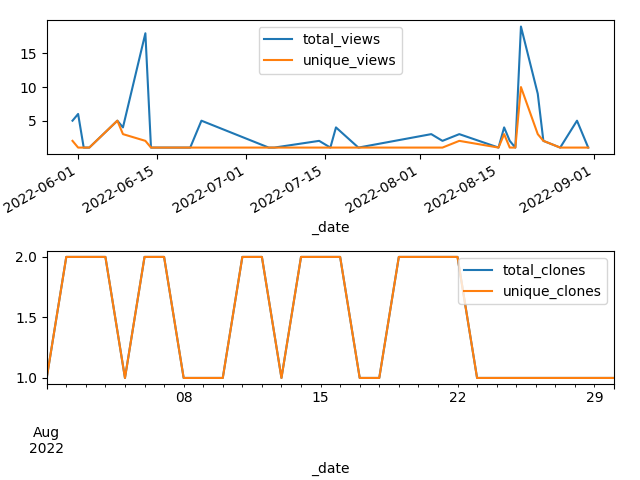 total_views
unique_views
15
10
5
2022-06-01
2022-06-15
2022-07-01
2022-07-15
2022-08-01
2022-08-15
2022-09-01
_date
total_clones
unique_clones
2.0
1.5
1.0
08
15
22
29
Aug
2022
_date